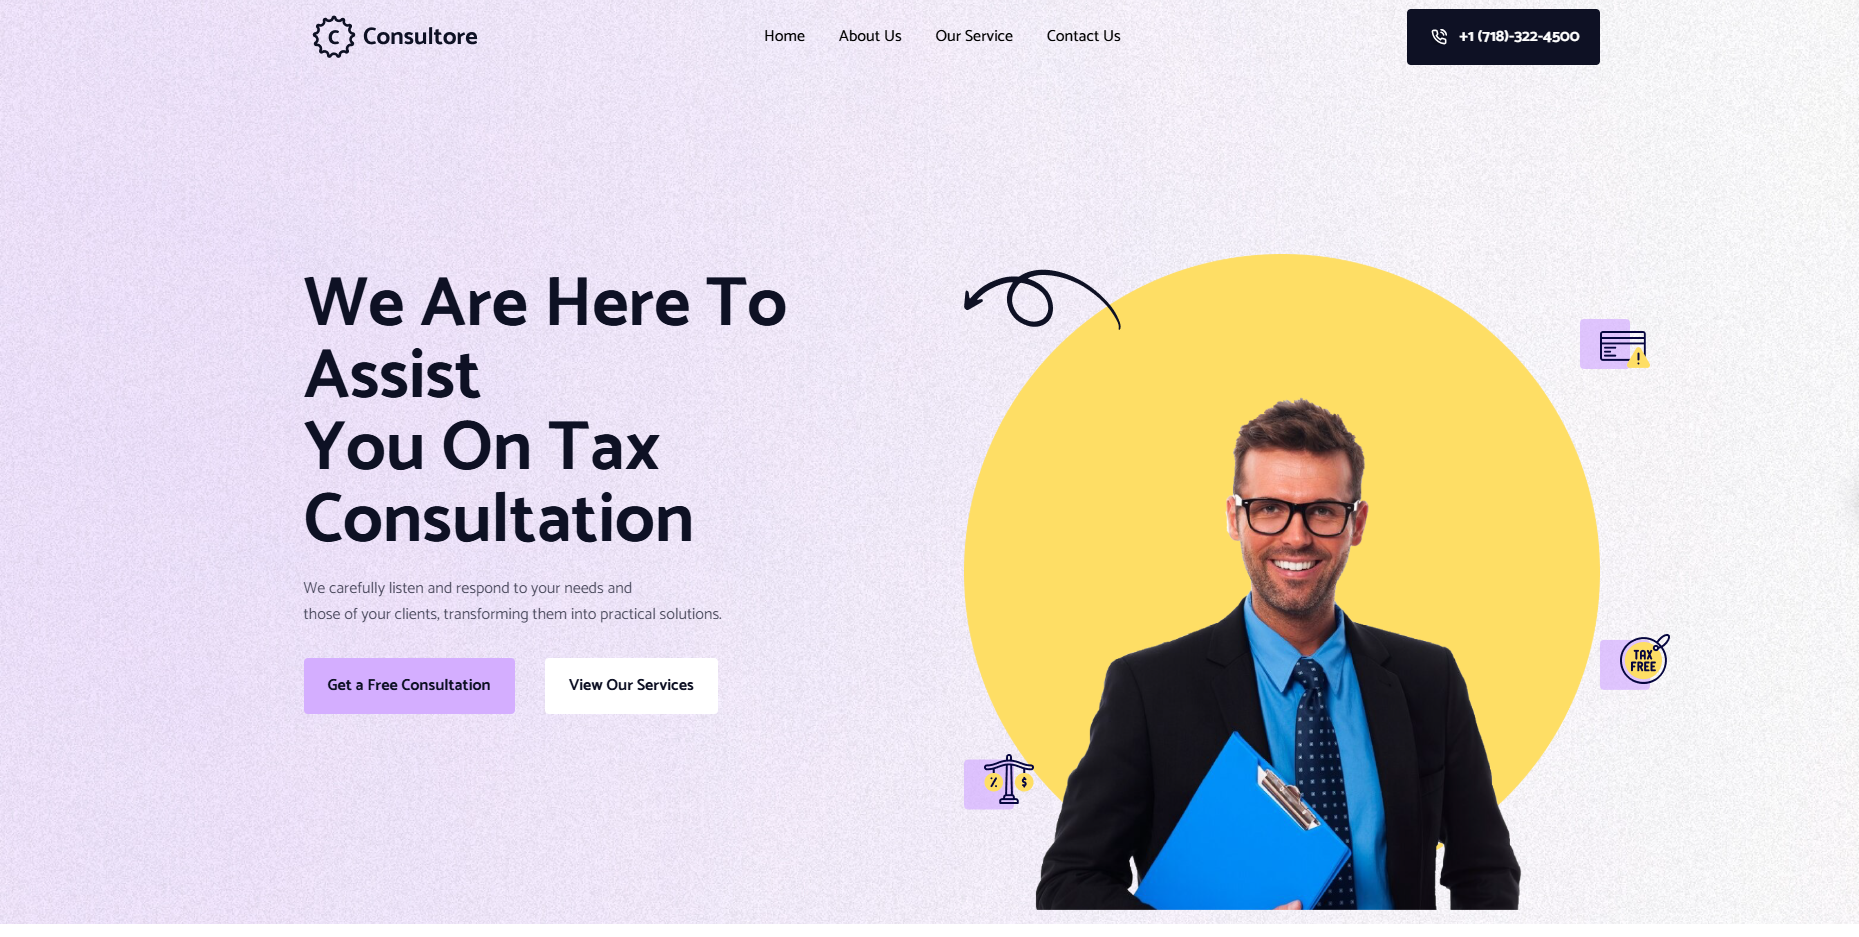 C Consultore
Home About Us Our Service Contact Us
+1 (718)-322-4500
We Are Here To
Assist
You On Tax
Consultation
We carefully listen and respond to your needs and
those of your clients, transforming them into practical solutions.
Get a Free Consultation
View Our Services
!
TAX
FREE
% $